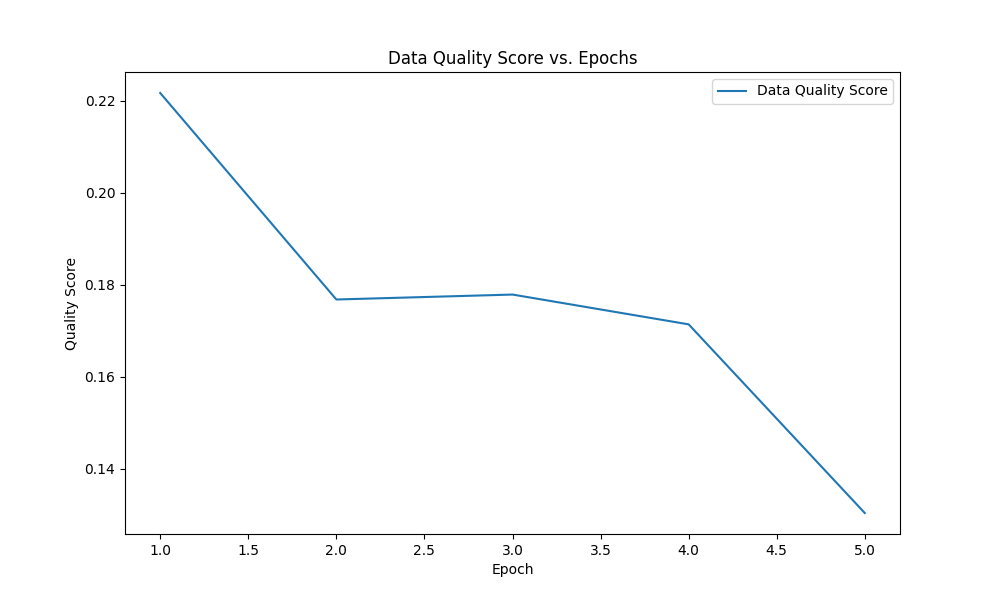 Data Quality Score vs. Epochs
Data Quality Score
0.22
0.20
0.18
0.16
0.14
Quality Score
1.0 1.5 2.0 2.5 3.0 3.5 4.0 4.5 5.0
Epoch